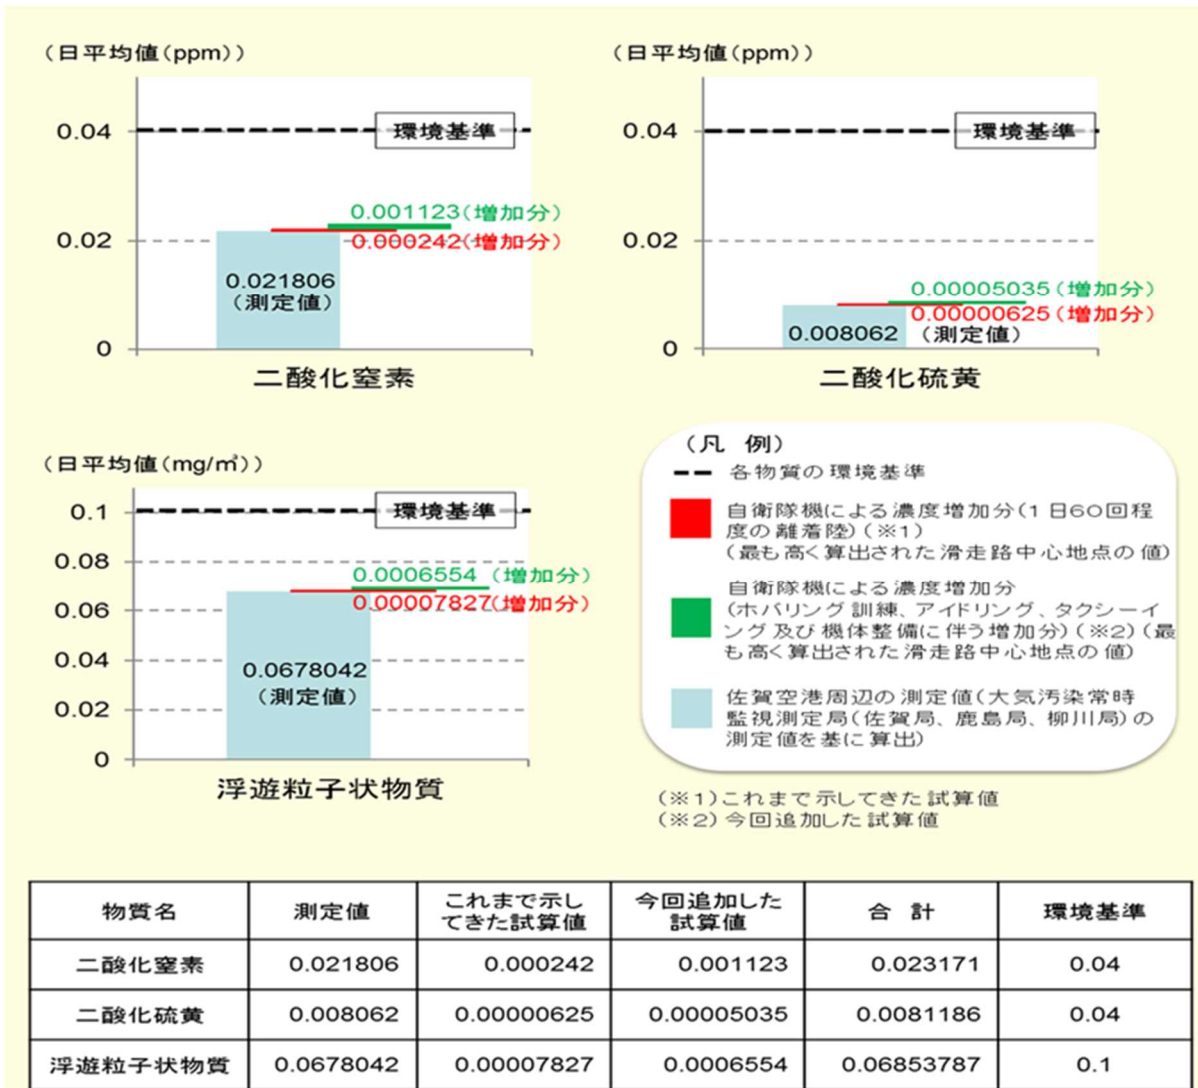 (日平均値(ppm))
0.04
環境基準
0.001123(増加分)
0.02
0.000242(増加分)
0.021806
(測定値)
0
二酸化窒素
(日平均値(ppm))
0.04
環境基準
0.02
0.00005035(増加分)
0.00000625(増加分)
0.008062 (測定値)
0
二酸化硫黄
(日平均値(mg/㎥))
0.1
環境基準
0.08
0.0006554 (増加分)
0.00007827(増加分)
0.06
0.04
0.0678042
(測定値)
0.02
0
浮遊粒子状物質
(凡 例)
各物質の環境基準
自衛隊機による濃度増加分(1日60回程
度の離着陸)(※1)
(最も高く算出された滑走路中心地点の値)
自衛隊機による濃度増加分
(ホバリング訓練、アイドリング、タクシーイ
ング及び機体整備に伴う増加分)(※2)(最
も高く算出された滑走路中心地点の値)
佐賀空港周辺の測定値(大気汚染常時
監視測定局(佐賀局、鹿島局、柳川局)の
測定値を基に算出)
(※1)これまで示してきた試算値
(※2)今回追加した試算値
物質名 測定値 これまで示し
てきた試算値 今回追加した
試算値 合 計 環境基準
二酸化窒素 0.021806 0.000242 0.001123 0.023171 0.04
二酸化硫黄 0.008062 0.00000625 0.00005035 0.0081186 0.04
浮遊粒子状物質 0.0678042 0.00007827 0.0006554 0.06853787 0.1